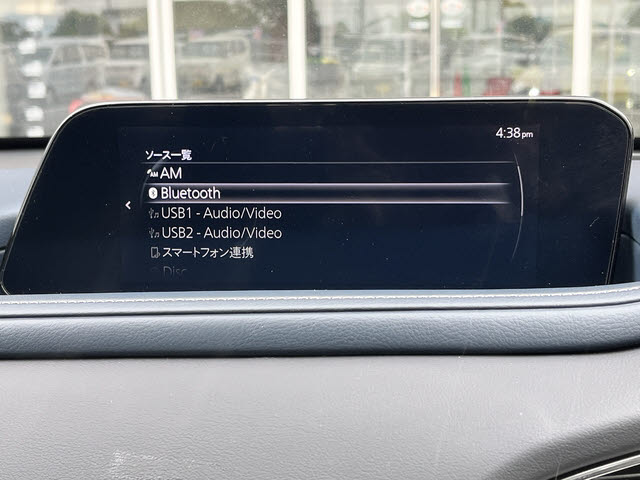 4:38pm
ソース一覧
AM
Bluetooth
USB1 - Audio/Video
USB2 - Audio/Video
スマートフォン連携
Disc